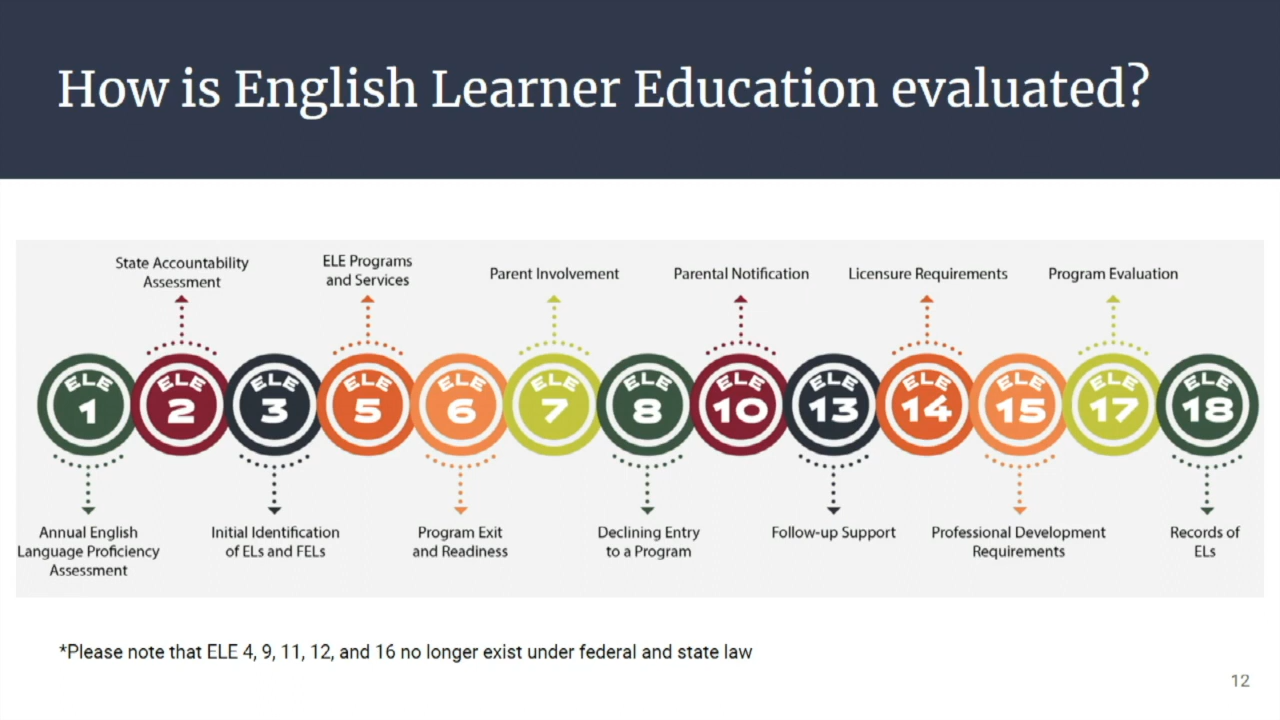 How is English Learner Education evaluated?
State Accountability
Assessment
ELE Programs
and Services
Parent Involvement
Parental Notification
Licensure Requirements
Program Evaluation
ELE
1
ELE
2
ELE
3
ELE
5
ELE
6
ELE
7
ELE
8
ELE
10
ELE
13
ELE
14
ELE
15
ELE
17
ELE
18
Annual English
Language Proficiency
Assessment
Initial Identification
of ELs and FELs
Program Exit
and Readiness
Declining Entry
to a Program
Follow-up Support
Professional Development
Requirements
Records of
ELs
*Please note that ELE 4, 9, 11, 12, and 16 no longer exist under federal and state law
12